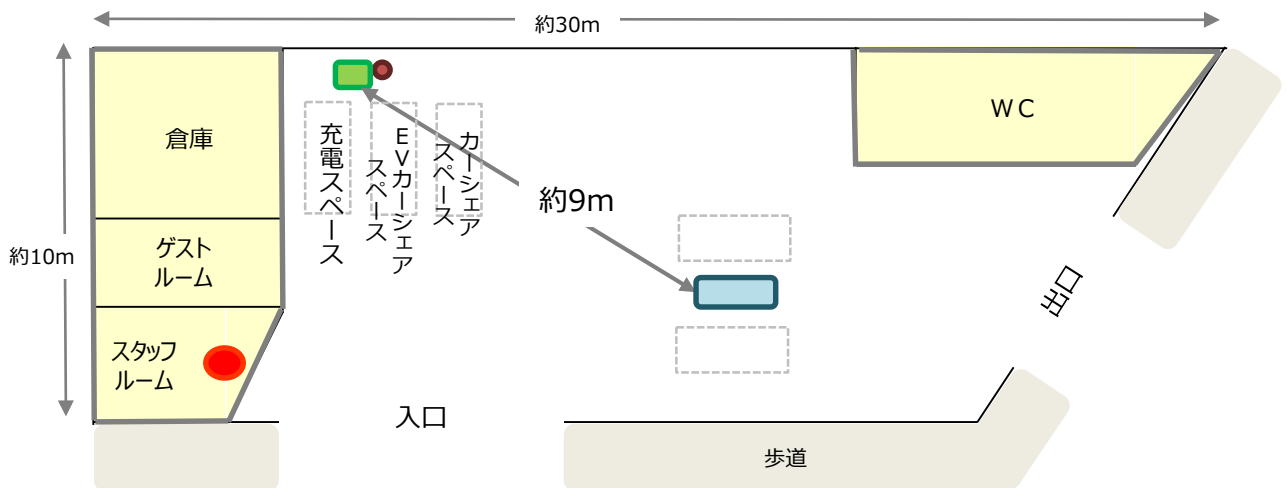 約30m
約10m
倉庫
ゲスト
ルーム
スタッフ
ルーム
充電スペース
EVカーシェア
スペース
カーシェア
スペース
約9m
WC
出口
入口
歩道